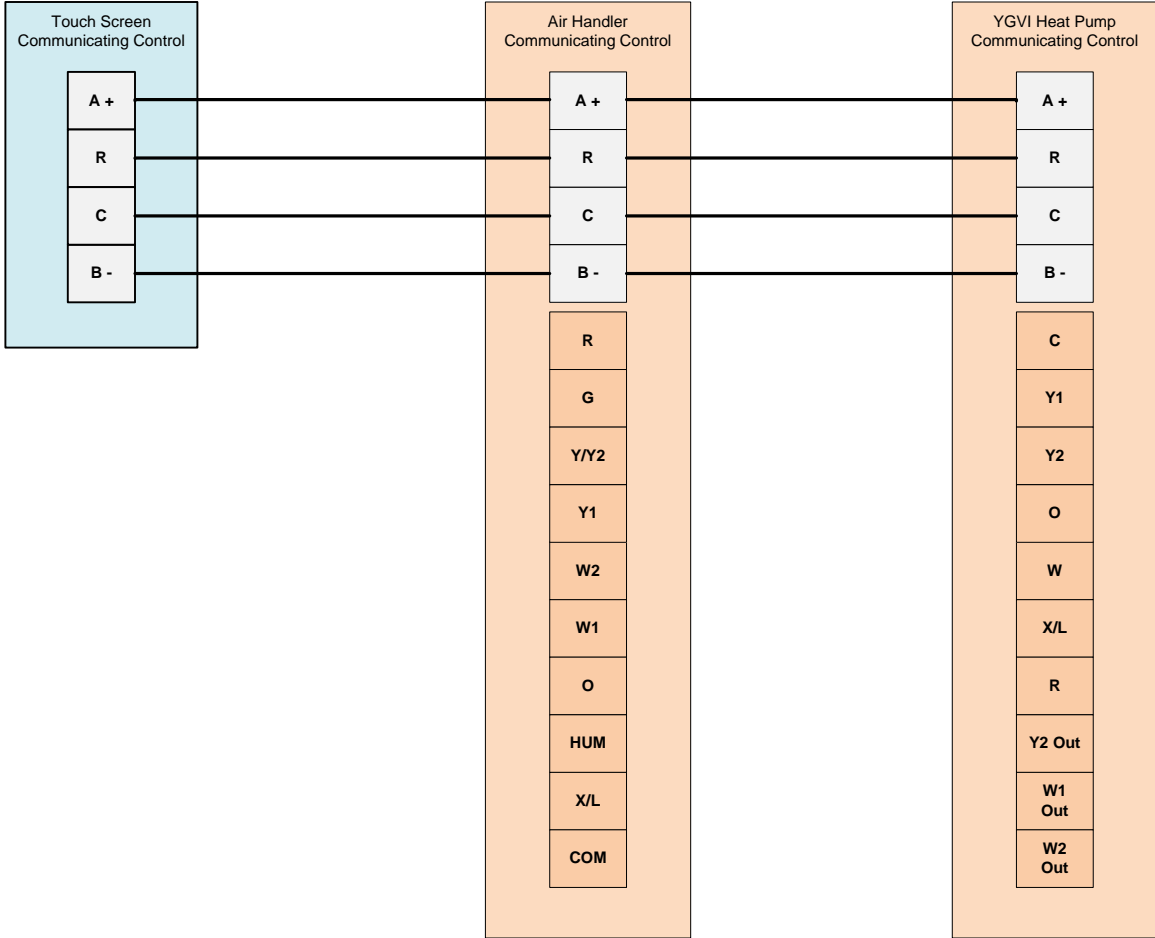 Touch Screen
Communicating Control
A +
R
C
B -
Air Handler
Communicating Control
A +
R
C
B -
R
G
Y/Y2
Y1
W2
W1
O
HUM
X/L
COM
YGVI Heat Pump
Communicating Control
A +
R
C
B -
C
Y1
Y2
O
W
X/L
R
Y2 Out
W1
Out
W2
Out